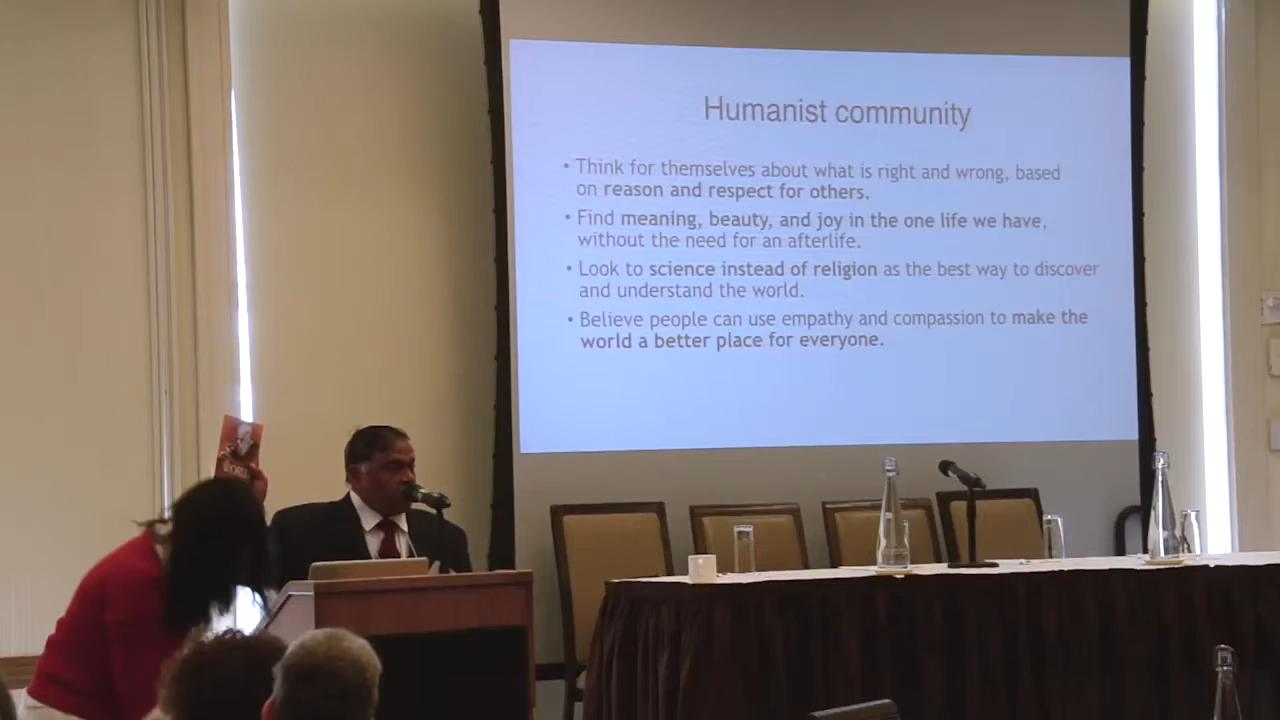 Humanist community
• Think for themselves about what is right and wrong, based
on reason and respect for others.
• Find meaning, beauty, and joy in the one life we have,
without the need for an afterlife.
• Look to science instead of religion as the best way to discover
and understand the world.
• Believe people can use empathy and compassion to make the
world a better place for everyone.